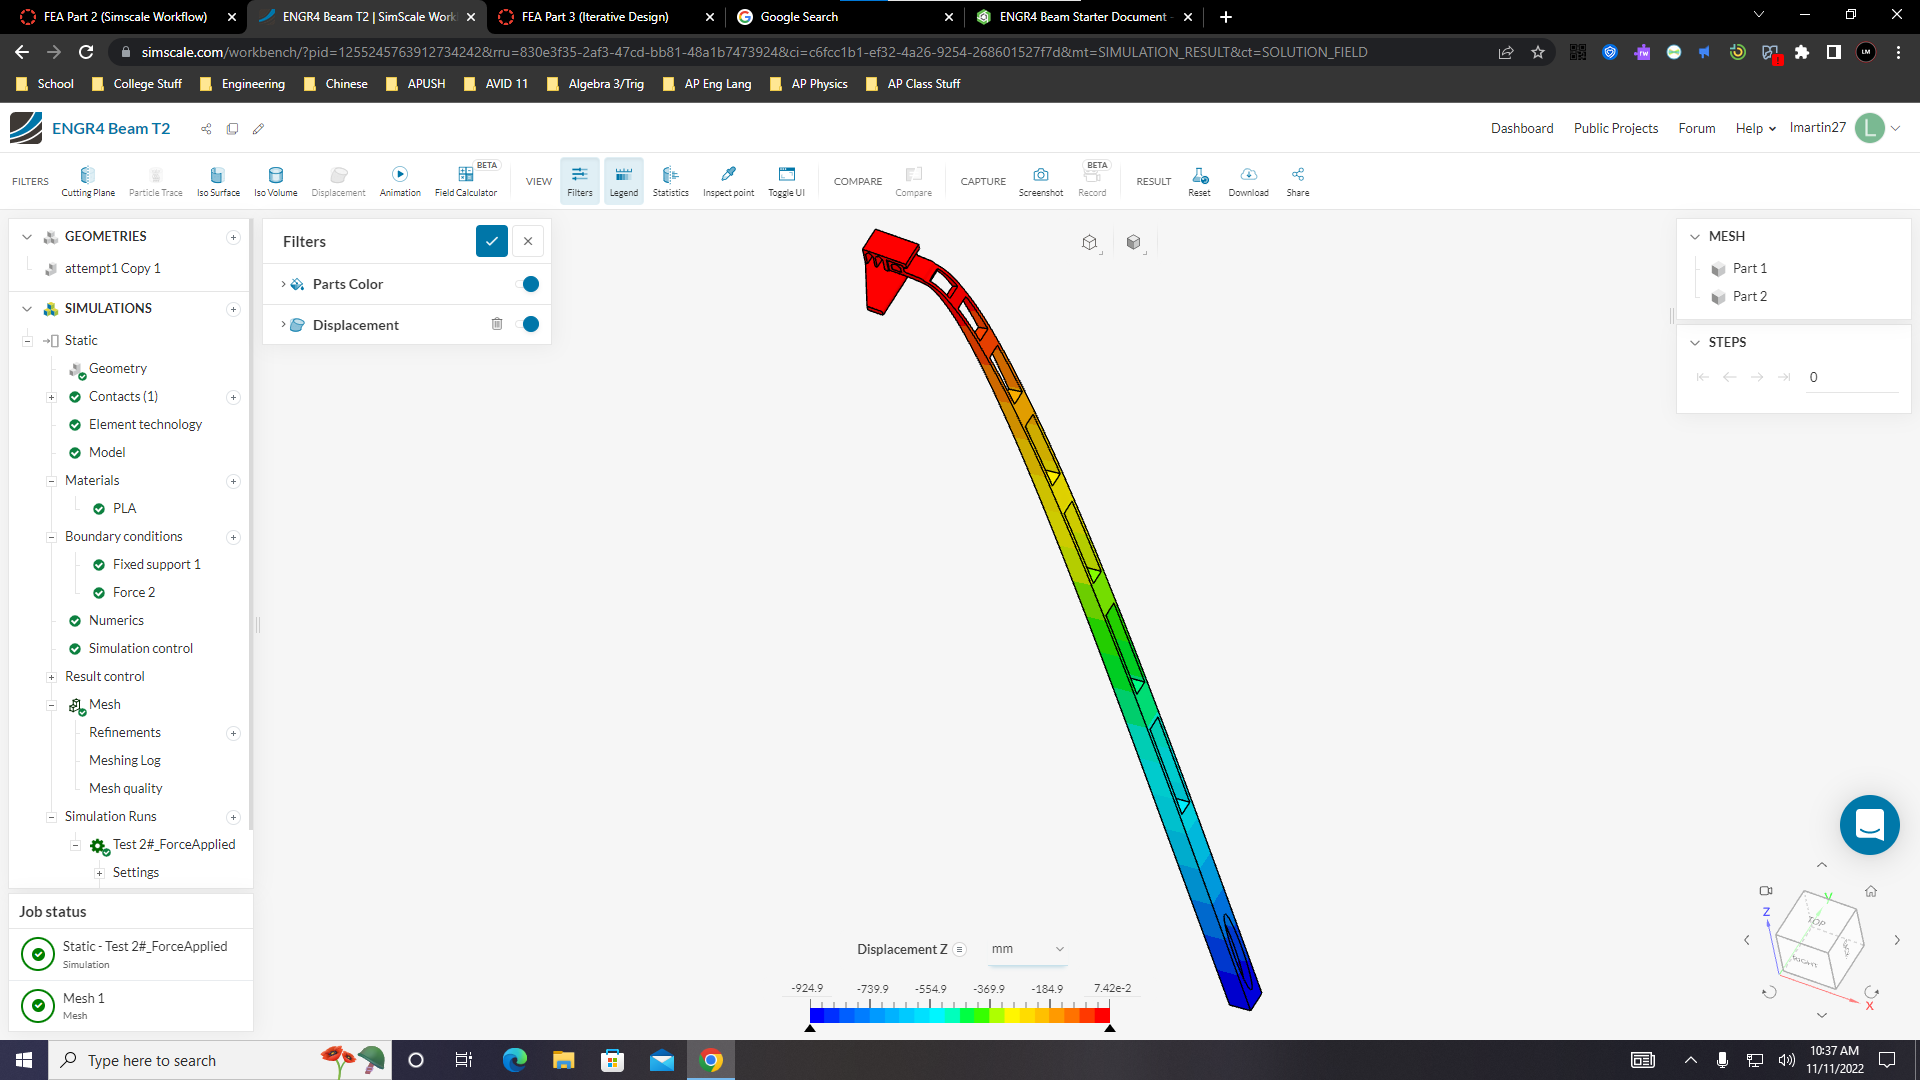 FEA Part 2 (Simscale Workflow)
ENGR4 Beam T2 | SimScale Work
FEA Part 3 (Iterative Design)
Google Search
ENGR4 Beam Starter Document
simscale.com/workbench/?pid=1255245763912734242&rru=830e3f35-2af3-47cd-bb81-48a1b7473924&ci=c6fcc1b1-ef32-4a26-9254-268601527f7d&mt=SIMULATION_RESULT&ct=SOLUTION_FIELD
School
College Stuff
Engineering
Chinese
APUSH
AVID 11
Algebra 3/Trig
AP Eng Lang
AP Physics
AP Class Stuff
ENGR4 Beam T2
Dashboard
Public Projects
Forum
Help
lmartin27
L
FILTERS
Cutting Plane
Particle Trace
Iso Surface
Iso Volume
Displacement
Animation
BETA
Field Calculator
VIEW
Filters
Legend
Statistics
Inspect point
Toggle UI
COMPARE
Compare
CAPTURE
Screenshot
BETA
Record
RESULT
Reset
Download
Share
GEOMETRIES
attempt1 Copy 1
SIMULATIONS
Static
Geometry
Contacts (1)
Element technology
Model
Materials
PLA
Boundary conditions
Fixed support 1
Force 2
Numerics
Simulation control
Result control
Mesh
Refinements
Meshing Log
Mesh quality
Simulation Runs
Test 2#_ForceApplied
Settings
Job status
Static - Test 2#_ForceApplied
Simulation
Mesh 1
Mesh
Filters
Parts Color
Displacement
MESH
Part 1
Part 2
STEPS
0
Displacement Z
mm
-924.9
-739.9
-554.9
-369.9
-184.9
7.42e-2
Z
Y
X
TOP
RIGHT
Type here to search
10:37 AM
11/11/2022